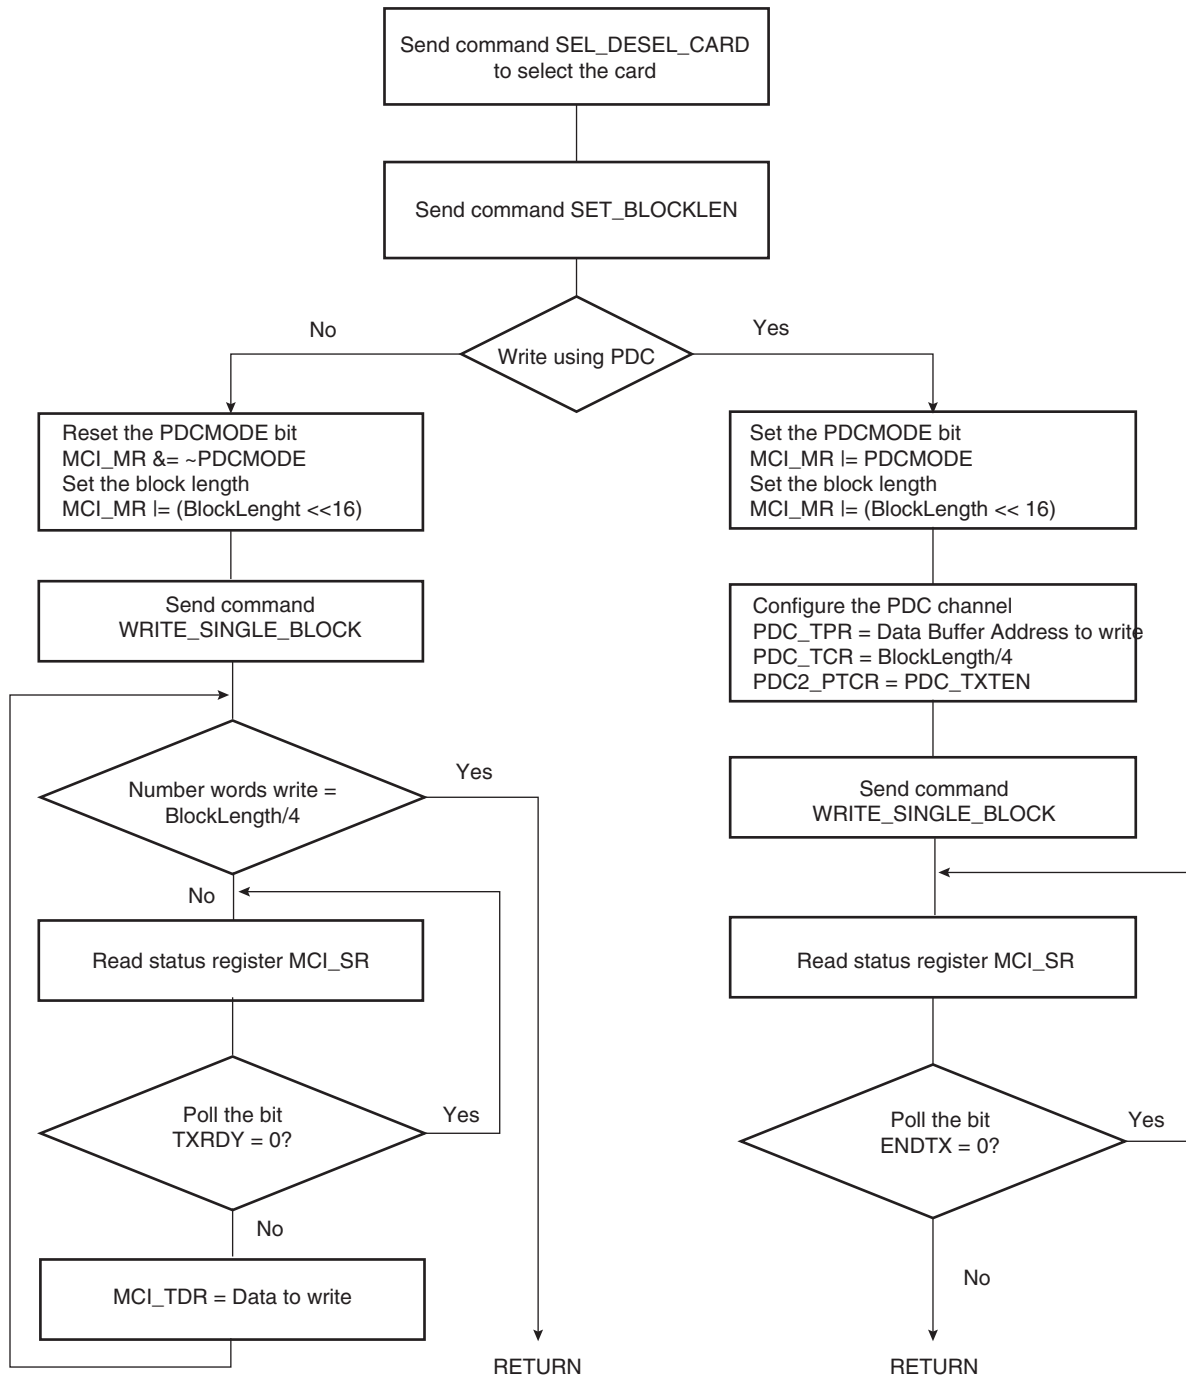 Send command SEL_DESEL_CARD
to select the card
Send command SET_BLOCKLEN
No
Yes
Write using PDC
Reset the PDCMODE bit
MCI_MR &= ~PDCMODE
Set the block length
MCI_MR |= (BlockLenght <<16)
Set the PDCMODE bit
MCI_MR |= PDCMODE
Set the block length
MCI_MR |= (BlockLength << 16)
Send command
WRITE_SINGLE_BLOCK
Configure the PDC channel
PDC_TPR = Data Buffer Address to write
PDC_TCR = BlockLength/4
PDC2_PTCR = PDC_TXTEN
Number words write =
BlockLength/4
Yes
Send command
WRITE_SINGLE_BLOCK
No
Read status register MCI_SR
Read status register MCI_SR
Poll the bit
TXRDY = 0?
Yes
Poll the bit
ENDTX = 0?
Yes
No
MCI_TDR = Data to write
No
RETURN
RETURN